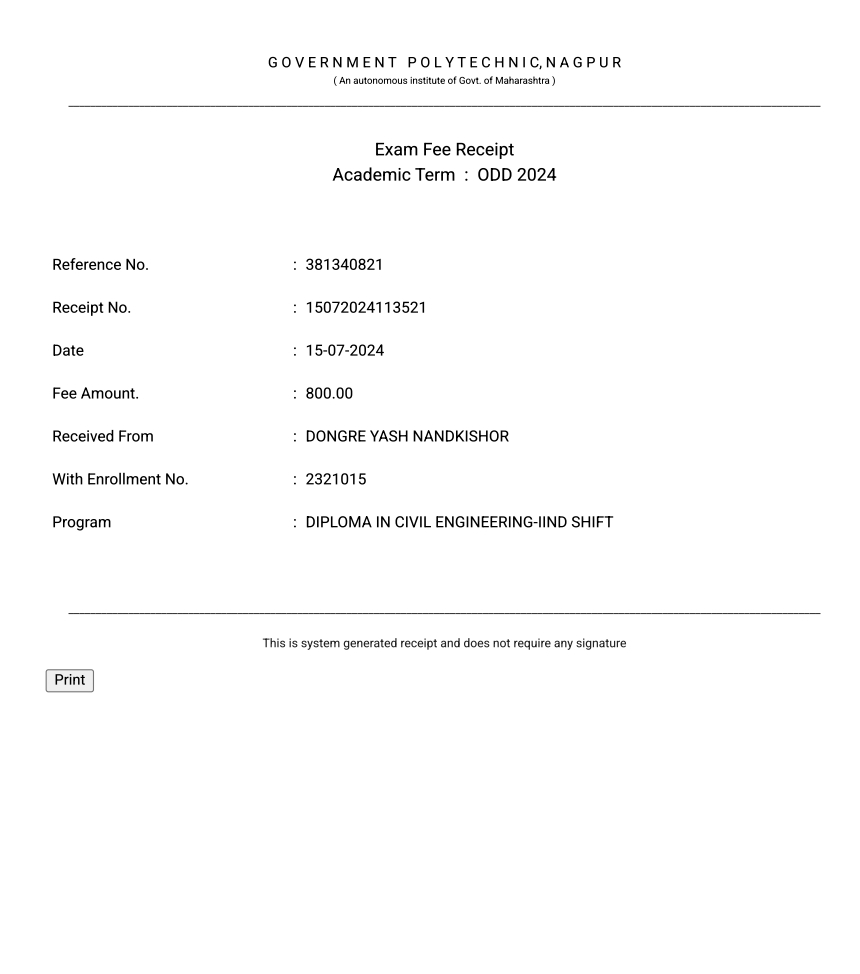 GOVERNMENT POLYTECHNIC, NAGPUR
( An autonomous institute of Govt. of Maharashtra )
Exam Fee Receipt
Academic Term : ODD 2024
Reference No. : 381340821
Receipt No. : 15072024113521
Date : 15-07-2024
Fee Amount. : 800.00
Received From : DONGRE YASH NANDKISHOR
With Enrollment No. : 2321015
Program : DIPLOMA IN CIVIL ENGINEERING-IIND SHIFT
This is system generated receipt and does not require any signature
Print